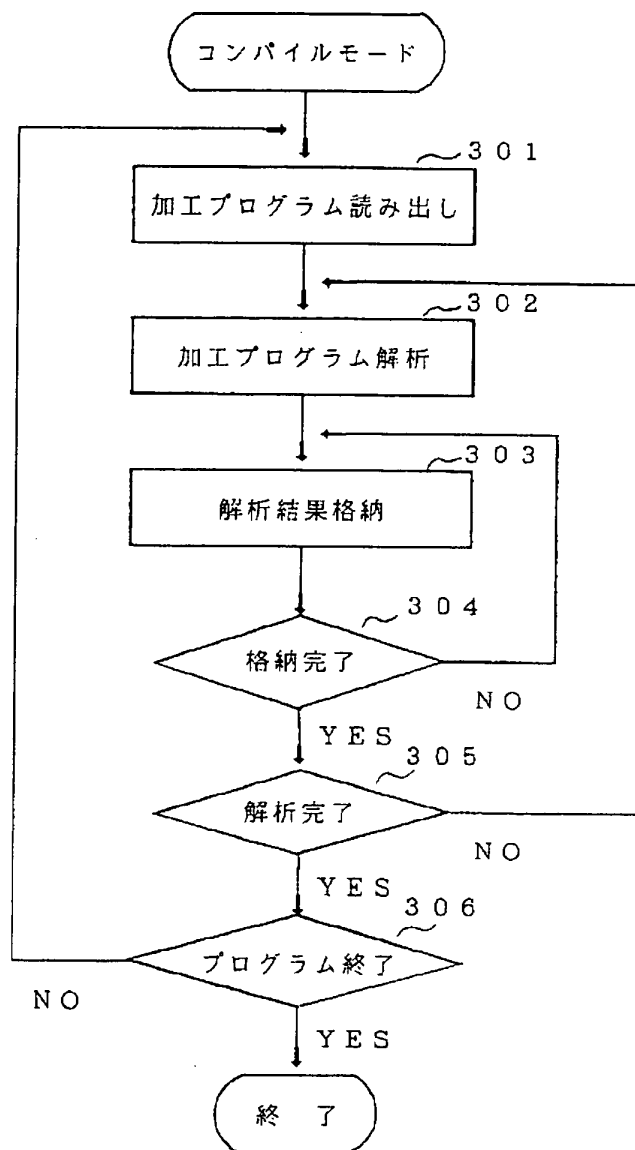 コンパイルモード
301
加工プログラム読み出し
302
加工プログラム解析
303
解析結果格納
304
格納完了
NO
YES
305
解析完了
NO
YES
306
プログラム終了
NO
YES
終 了